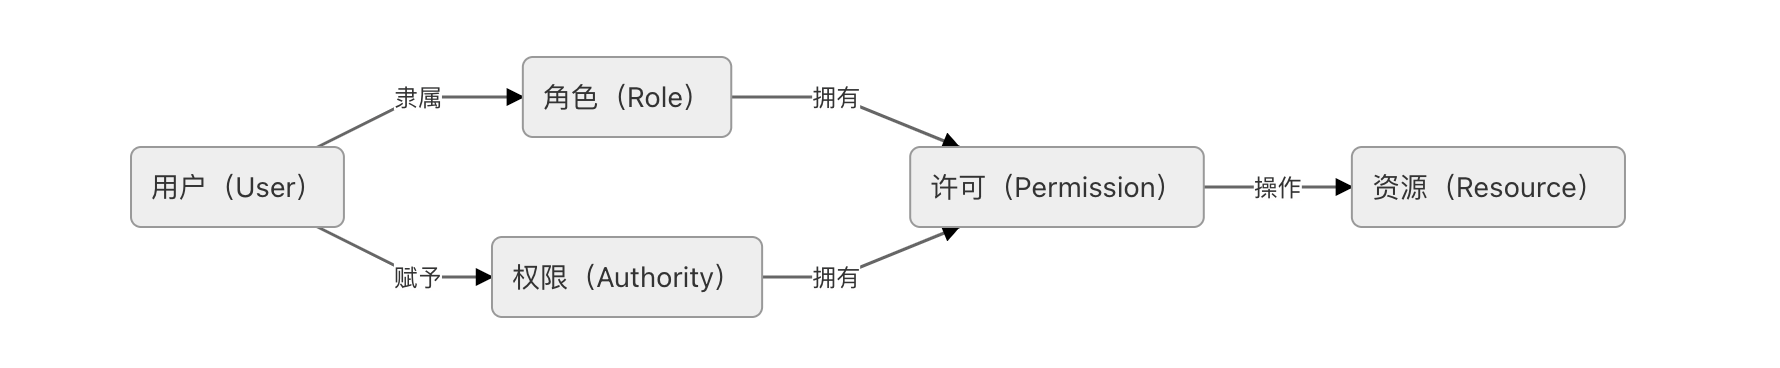 隶属
角色（Role）
拥有
用户（User）
许可（Permission）
操作
资源（Resource）
赋予
权限（Authority）
拥有